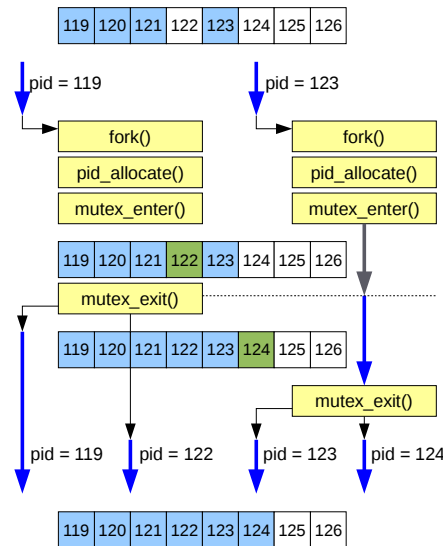 119 120 121 122 123 124 125 126
pid = 119 pid = 123
fork() fork()
pid_allocate() pid_allocate()
mutex_enter() mutex_enter()
119 120 121 122 123 124 125 126
mutex_exit()
119 120 121 122 123 124 125 126
mutex_exit()
pid = 119 pid = 122 pid = 123 pid = 124
119 120 121 122 123 124 125 126